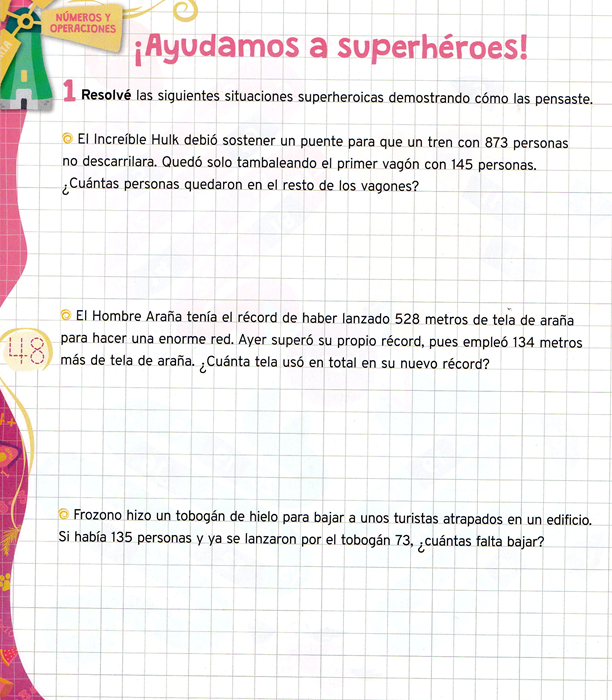 NÚMEROS Y
OPERACIONES
¡Ayudamos a superhéroes!
1 Resolvé las siguientes situaciones superheroicas demostrando cómo las pensaste.
El Increíble Hulk debió sostener un puente para que un tren con 873 personas
no descarrilara. Quedó solo tambaleando el primer vagón con 145 personas.
¿Cuántas personas quedaron en el resto de los vagones?
El Hombre Araña tenía el récord de haber lanzado 528 metros de tela de araña
para hacer una enorme red. Ayer superó su propio récord, pues empleó 134 metros
más de tela de araña. ¿Cuánta tela usó en total en su nuevo récord?
48
Frozono hizo un tobogán de hielo para bajar a unos turistas atrapados en un edificio.
Si había 135 personas y ya se lanzaron por el tobogán 73, ¿cuántas falta bajar?